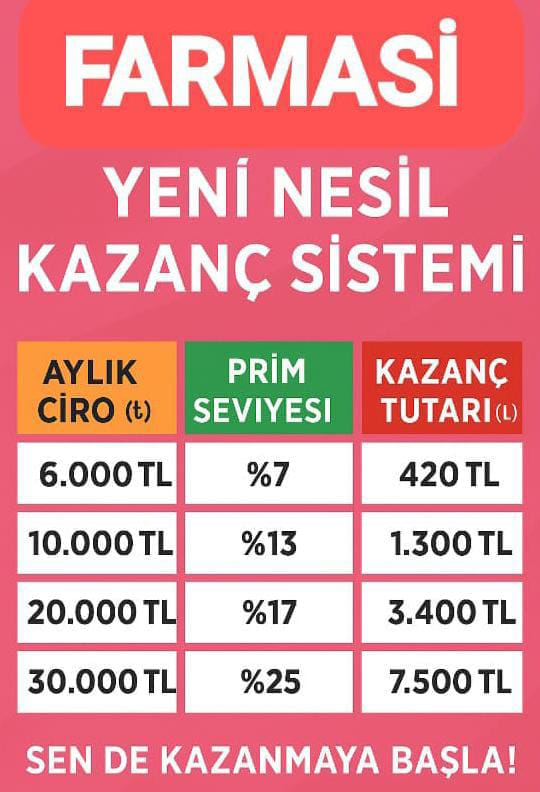 FARMASİ
YENİ NESİL
KAZANÇ SİSTEMİ
AYLIK CİRO (t) PRİM SEVIYESI KAZANÇ TUTARI (L)
6.000 TL %7 420 TL
10.000 TL %13 1.300 TL
20.000 TL %17 3.400 TL
30.000 TL %25 7.500 TL
SEN DE KAZANMAYA BAŞLA!